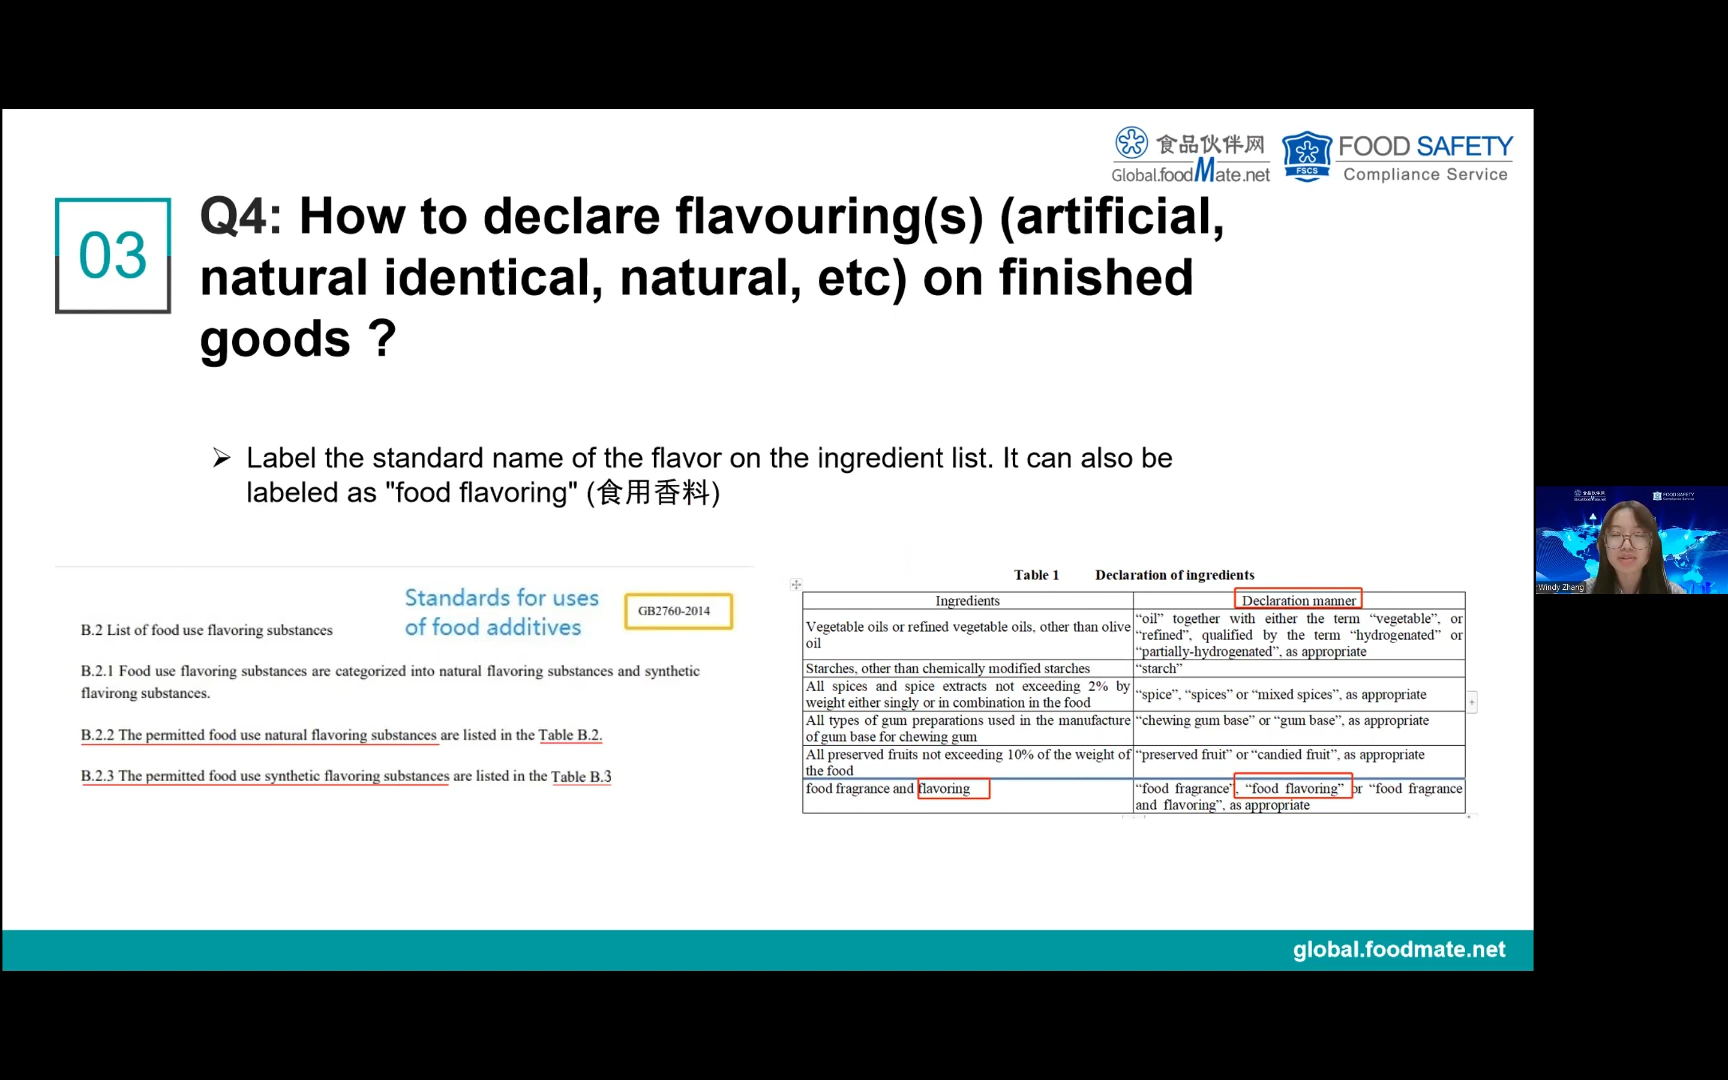 食品伙伴网
Global.foodMate.net
FSCS
FOOD SAFETY
Compliance Service
03
Q4: How to declare flavouring(s) (artificial,
natural identical, natural, etc) on finished
goods ?
➢ Label the standard name of the flavor on the ingredient list. It can also be
labeled as "food flavoring" (食用香料)
Standards for uses
of food additives
GB2760-2014
B.2 List of food use flavoring substances
B.2.1 Food use flavoring substances are categorized into natural flavoring substances and synthetic
flavirong substances.
B.2.2 The permitted food use natural flavoring substances are listed in the Table B.2.
B.2.3 The permitted food use synthetic flavoring substances are listed in the Table B.3
Table 1 Declaration of ingredients
Ingredients
Declaration manner
Vegetable oils or refined vegetable oils, other than olive
oil
“oil” together with either the term “vegetable”, or
“refined”, qualified by the term “hydrogenated” or
“partially-hydrogenated”, as appropriate
Starches, other than chemically modified starches
“starch”
All spices and spice extracts not exceeding 2% by
weight either singly or in combination in the food
“spice”, “spices” or “mixed spices”, as appropriate
All types of gum preparations used in the manufacture
of gum base for chewing gum
“chewing gum base” or “gum base”, as appropriate
All preserved fruits not exceeding 10% of the weight of
the food
“preserved fruit” or “candied fruit”, as appropriate
food fragrance and flavoring
“food fragrance”, “food flavoring” or “food fragrance
and flavoring”, as appropriate
Windy Zhang
global.foodmate.net